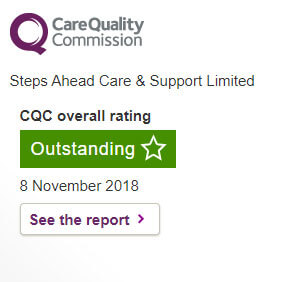 CareQuality
Commission
Steps Ahead Care & Support Limited
CQC overall rating
Outstanding
8 November 2018
See the report